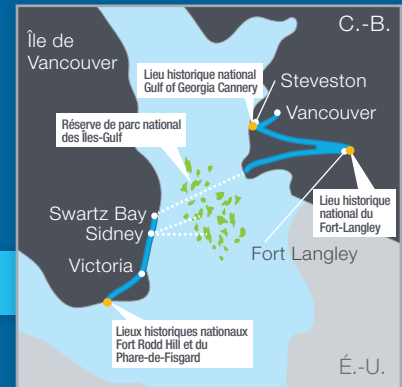 C.-B.
Île de
Vancouver
Lieu historique national
Gulf of Georgia Cannery
Steveston
Vancouver
Réserve de parc national
des Îles-Gulf
Lieu historique
national du
Fort-Langley
Swartz Bay
Sidney
Fort Langley
Victoria
Lieux historiques nationaux
Fort Rodd Hill et du
Phare-de-Fisgard
É.-U.